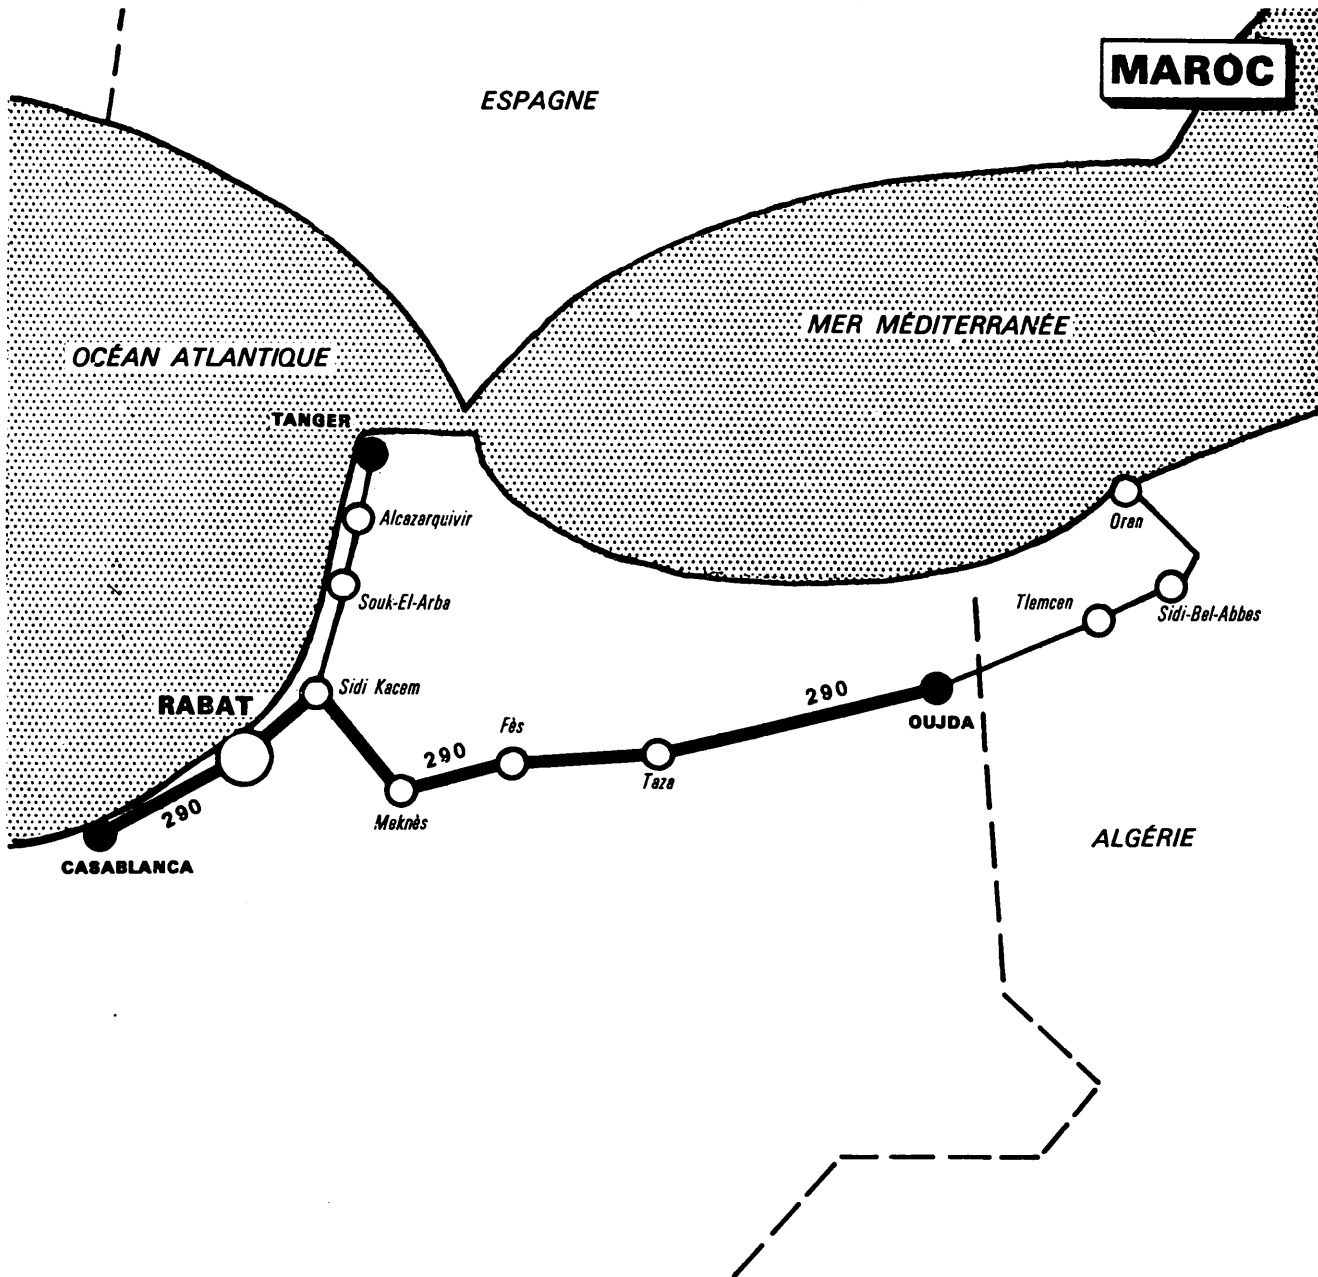 MAROC
ESPAGNE
MER MÉDITERRANÉE
OCÉAN ATLANTIQUE
TANGER
Alcazarquivir
Oran
Souk-El-Arba
Tlemcen
Sidi-Bel-Abbes
Sidi Kacem
290
RABAT
OUJDA
Fès
290
Taza
290
Meknès
ALGÉRIE
CASABLANCA